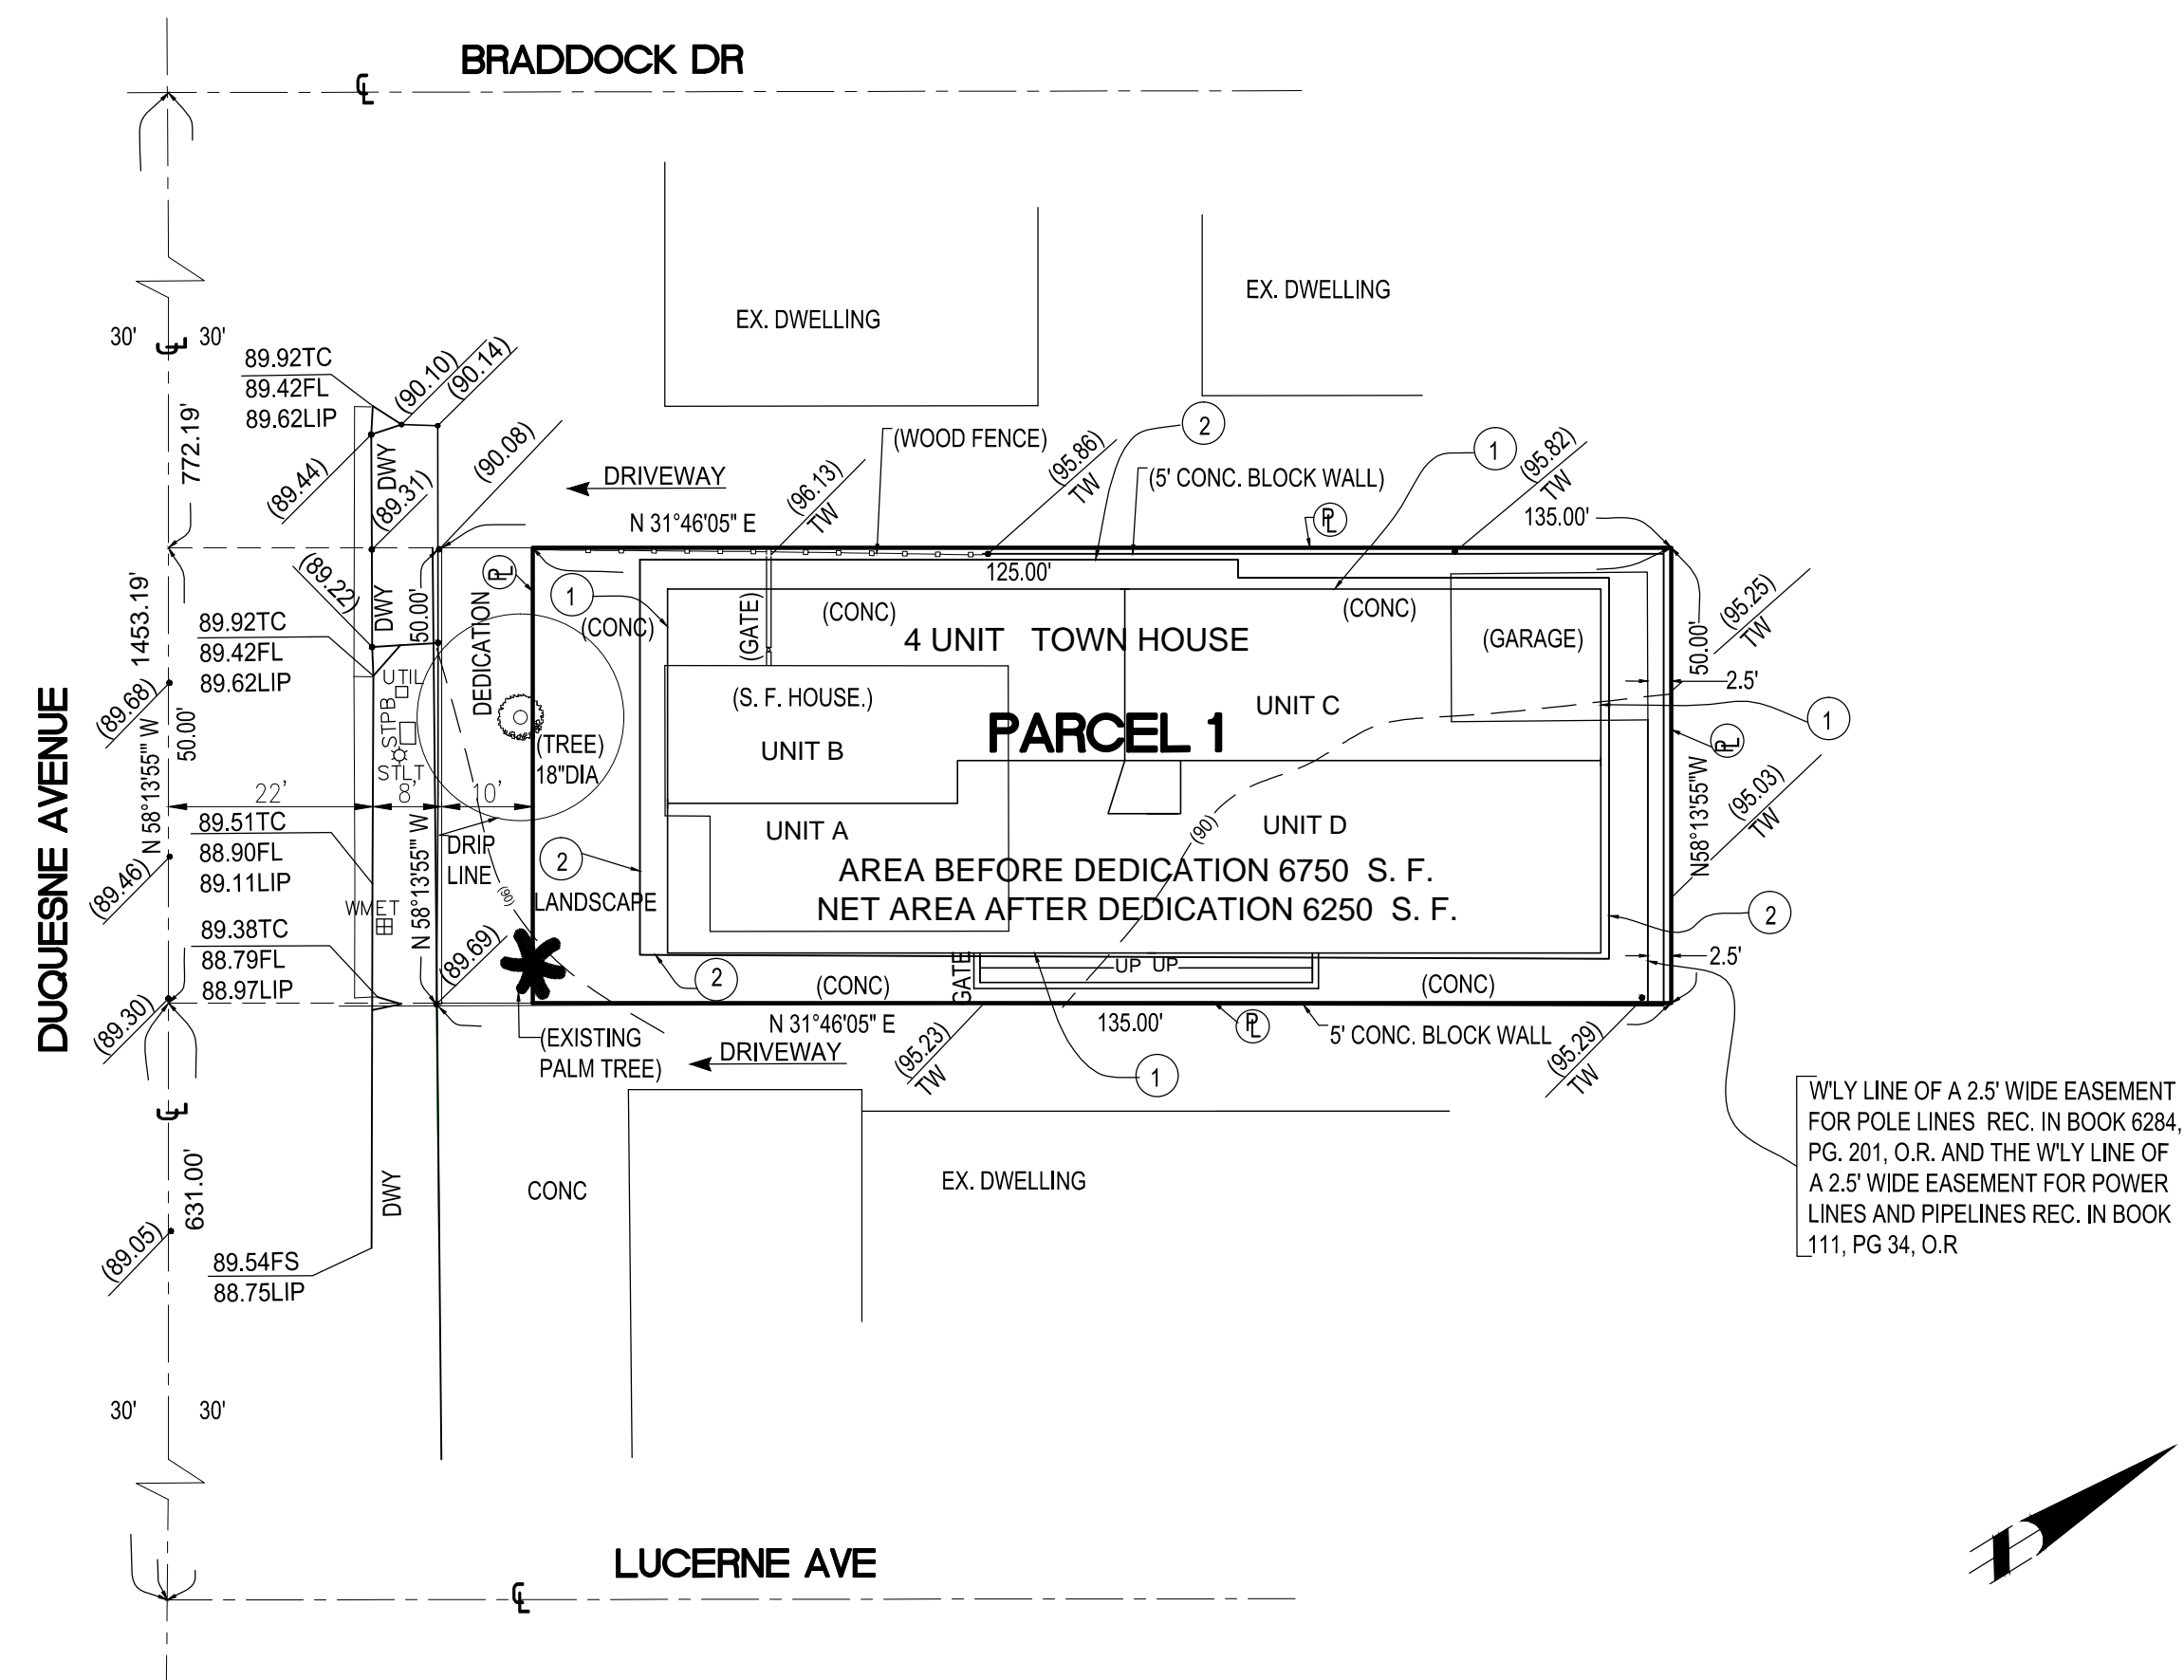 BRADDOCK DR
EX. DWELLING
EX. DWELLING
30'
30'
89.92TC
89.42FL
89.62LIP
(90.10)
(90.14)
772.19'
(90.08)
(89.44)
DWY
(89.31)
(WOOD FENCE)
2
1
(95.86)
TW
(95.82)
TW
(96.13)
TW
DRIVEWAY
(5' CONC. BLOCK WALL)
N 31°46'05" E
PL
135.00'
125.00'
(89.22)
DWY
50.00'
PL
1
(CONC)
(GATE)
(CONC)
(CONC)
(95.25)
TW
1453.19'
89.92TC
89.42FL
89.62LIP
DEDICATION
4 UNIT TOWN HOUSE
(GARAGE)
50.00'
2.5'
UTIL
STPB
STLT
(89.68)
N 58°13'55'" W
50.00'
(S. F. HOUSE.)
UNIT C
1
PARCEL 1
PL
(TREE)
18"DIA
UNIT B
DUQUESNE AVENUE
22'
8'
10'
N58°13'55"W
(95.03)
TW
89.51TC
88.90FL
89.11LIP
DRIP
LINE
2
UNIT A
(90)
UNIT D
AREA BEFORE DEDICATION 6750 S. F.
NET AREA AFTER DEDICATION 6250 S. F.
(89.46)
WMET
N 58°13'55'" W
(90)
LANDSCAPE
2
89.38TC
88.79FL
88.97LIP
(89.69)
2
GATE
UP UP
2.5'
(CONC)
(CONC)
(89.30)
(EXISTING
PALM TREE)
N 31°46'05" E
DRIVEWAY
135.00'
PL
5' CONC. BLOCK WALL
(95.23)
TW
1
(95.29)
TW
W'LY LINE OF A 2.5' WIDE EASEMENT
FOR POLE LINES REC. IN BOOK 6284,
PG. 201, O.R. AND THE W'LY LINE OF
A 2.5' WIDE EASEMENT FOR POWER
LINES AND PIPELINES REC. IN BOOK
111, PG 34, O.R
CONC
EX. DWELLING
DWY
631.00'
(89.05)
89.54FS
88.75LIP
30'
30'
LUCERNE AVE